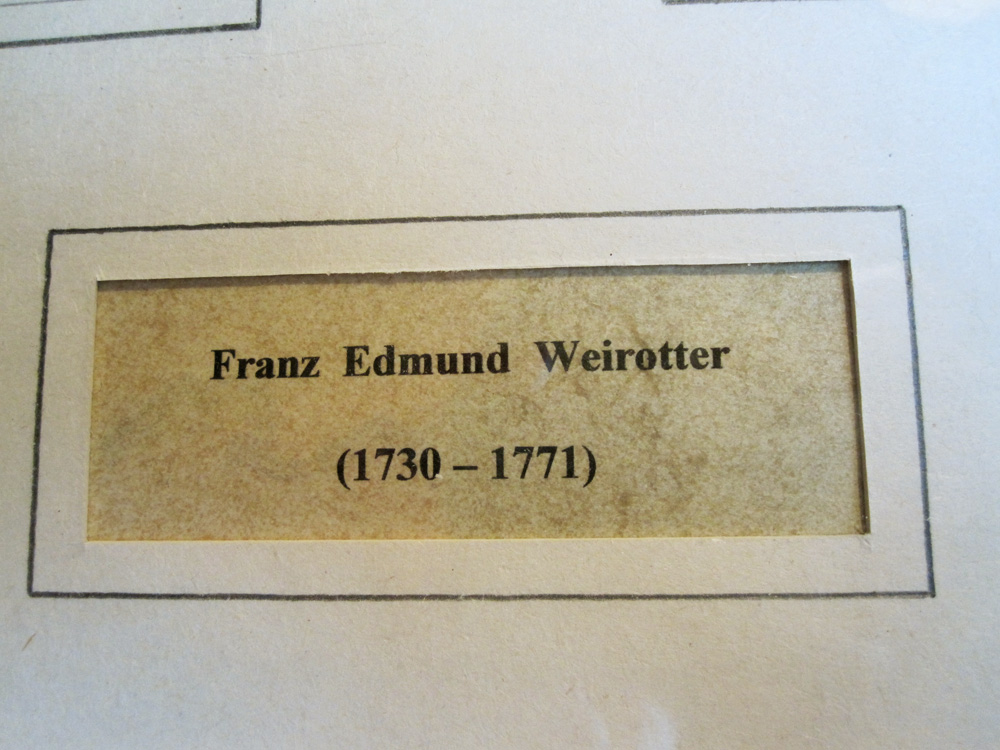 Franz Edmund Weirotter
(1730 – 1771)